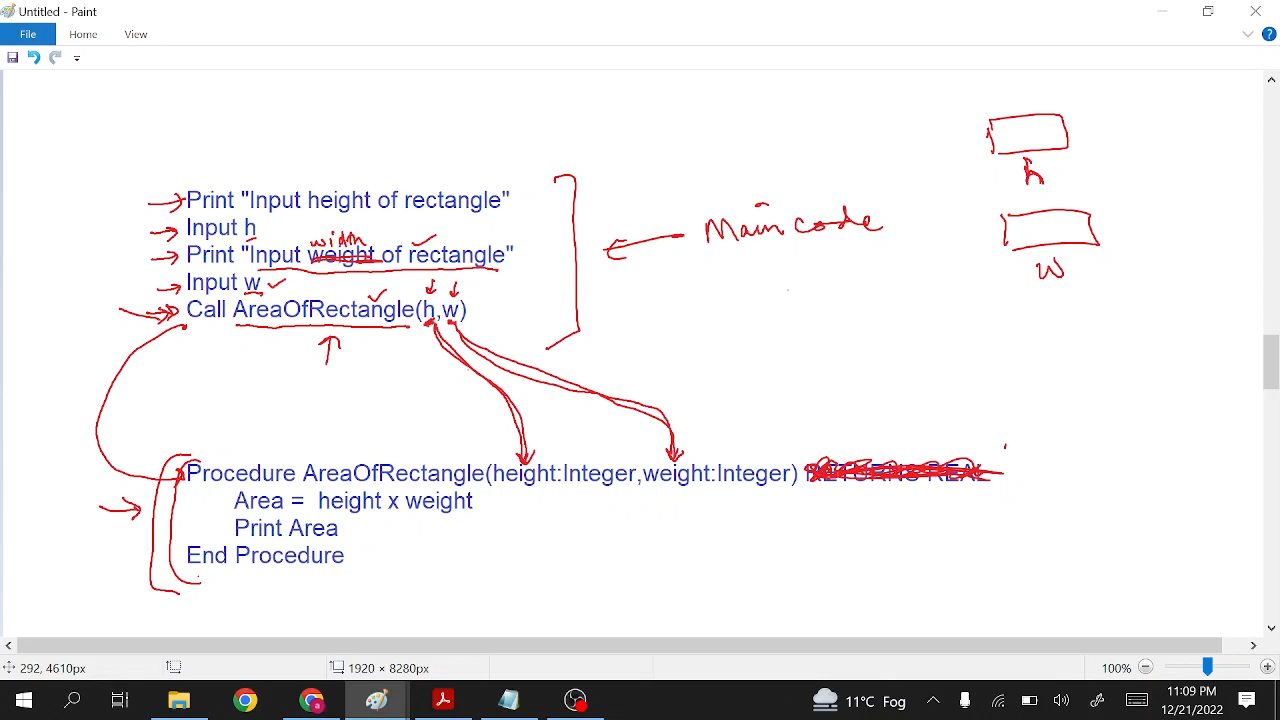 Untitled - Paint
File Home View
h
w
Print "Input height of rectangle"
Input h
width
Print "Input weight of rectangle"
Input w
Call AreaOfRectangle(h,w)
Main code
Procedure AreaOfRectangle(height:Integer,weight:Integer) RETURNS REAL
Area = height x weight
Print Area
End Procedure
292, 4610px
1920 × 8280px
100%
11°C Fog
11:09 PM
12/21/2022